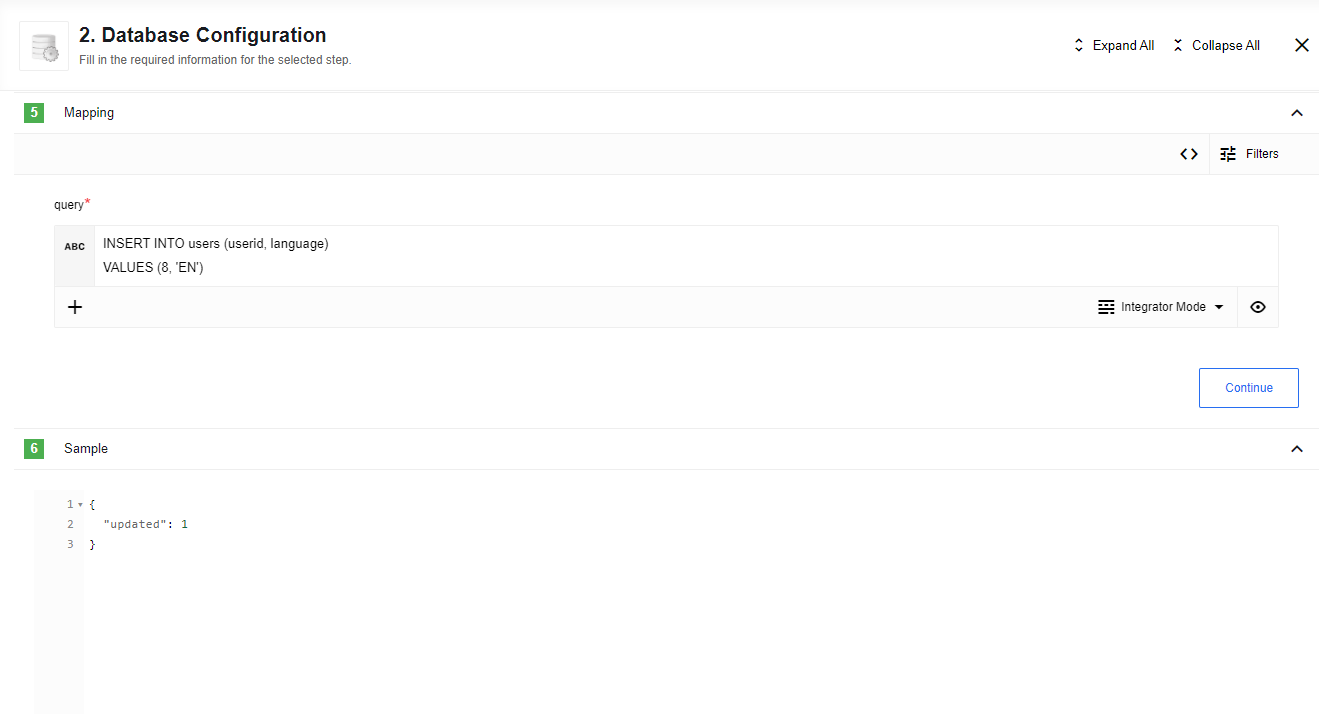 2. Database Configuration
Fill in the required information for the selected step.
Expand All
Collapse All
5 Mapping
<> Filters
query*
ABC INSERT INTO users (userid, language)
VALUES (8, 'EN')
+ Integrator Mode
Continue
6 Sample
1 {
2 "updated": 1
3 }